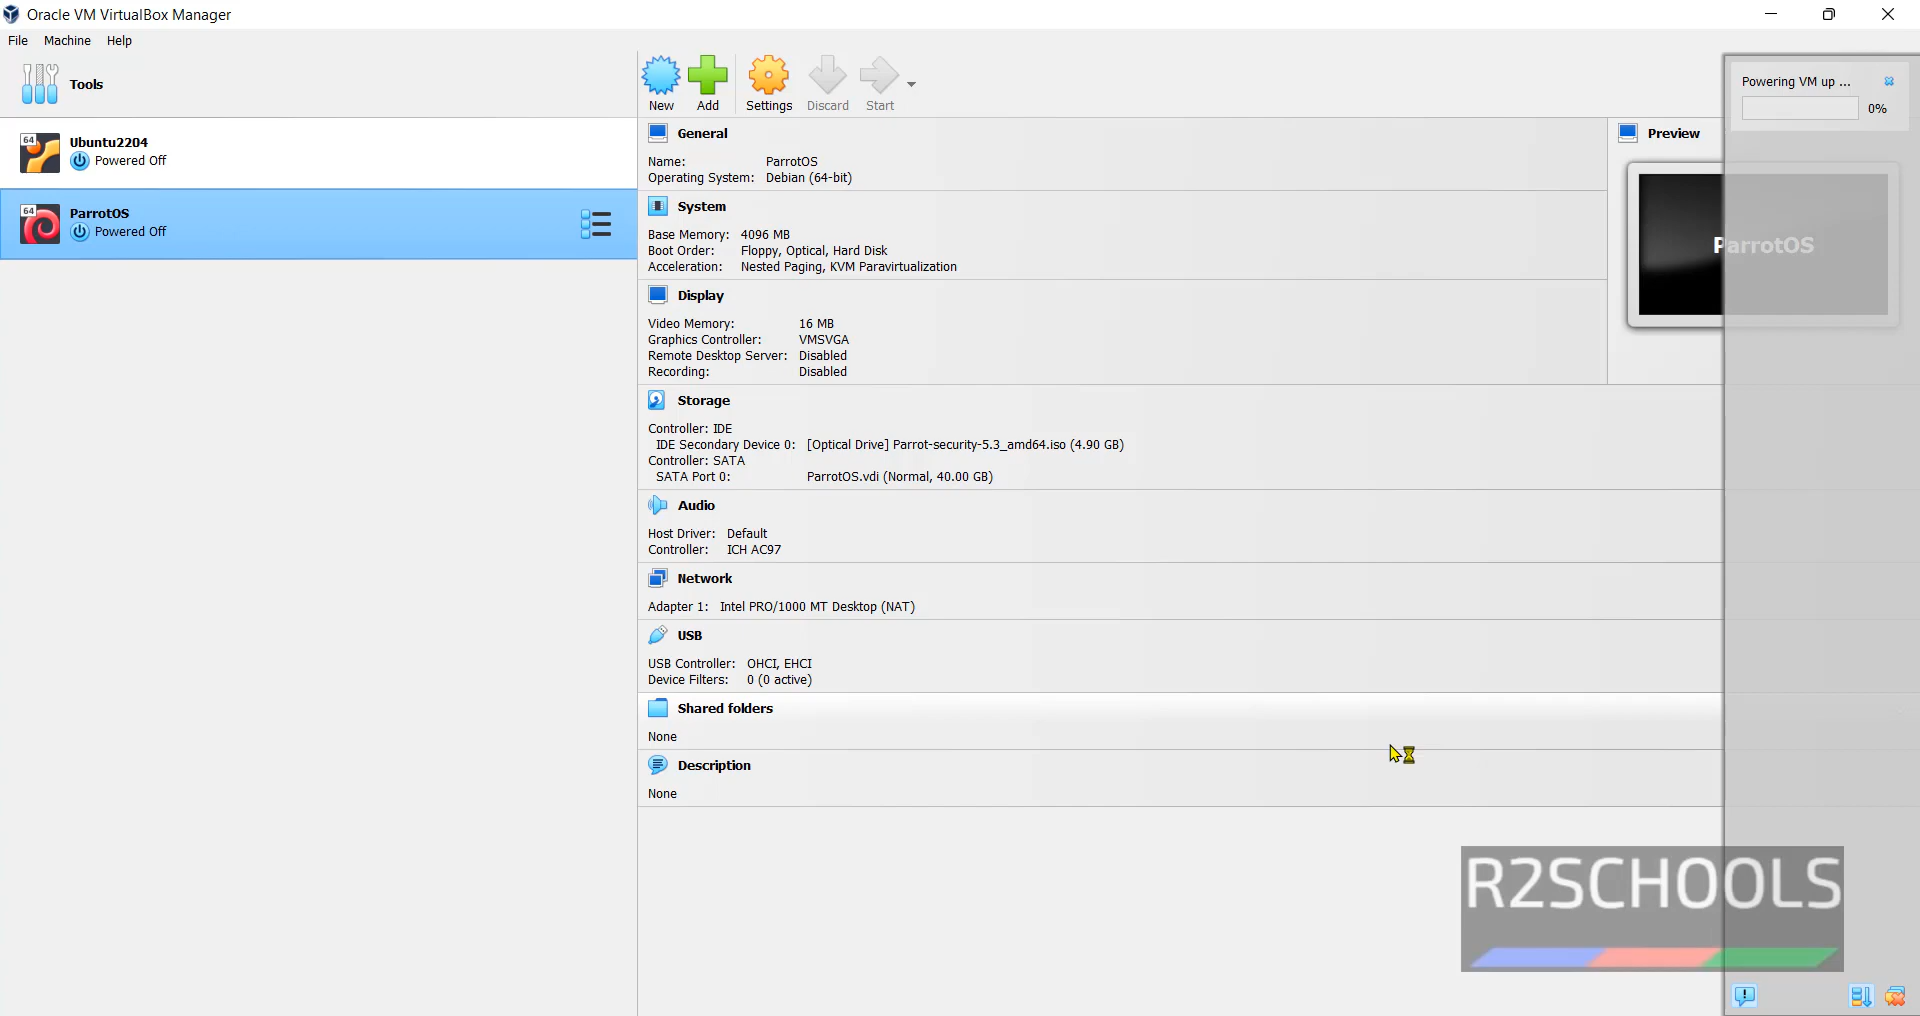 Oracle VM VirtualBox Manager
File Machine Help
Tools
New Add Settings Discard Start
Powering VM up ...
0%
64
Ubuntu2204
Powered Off
64
ParrotOS
Powered Off
General
Name: ParrotOS
Operating System: Debian (64-bit)
Preview
ParrotOS
System
Base Memory: 4096 MB
Boot Order: Floppy, Optical, Hard Disk
Acceleration: Nested Paging, KVM Paravirtualization
Display
Video Memory: 16 MB
Graphics Controller: VMSVGA
Remote Desktop Server: Disabled
Recording: Disabled
Storage
Controller: IDE
IDE Secondary Device 0: [Optical Drive] Parrot-security-5.3_amd64.iso (4.90 GB)
Controller: SATA
SATA Port 0: ParrotOS.vdi (Normal, 40.00 GB)
Audio
Host Driver: Default
Controller: ICH AC97
Network
Adapter 1: Intel PRO/1000 MT Desktop (NAT)
USB
USB Controller: OHCI, EHCI
Device Filters: 0 (0 active)
Shared folders
None
Description
None
R2SCHOOLS